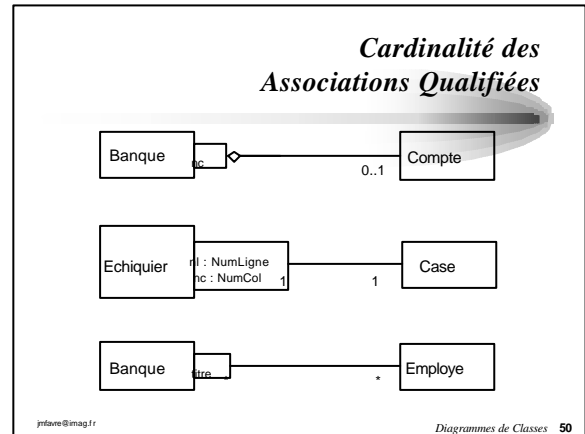 Cardinalité des
Associations Qualifiées
Banque
nc
0..1
Compte
Echiquier
nl : NumLigne
nc : NumCol
1
1
Case
Banque
titre
*
*
Employe
jmfavre@imag.fr
Diagrammes de Classes 50